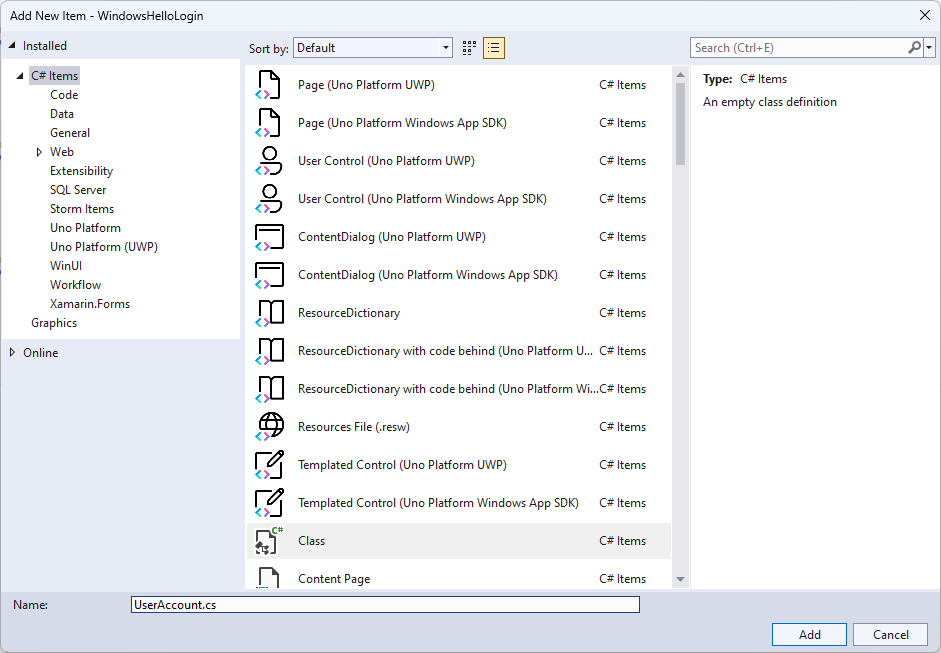 Add New Item - WindowsHelloLogin
Installed
C# Items
Code
Data
General
Web
Extensibility
SQL Server
Storm Items
Uno Platform
Uno Platform (UWP)
WinUI
Workflow
Xamarin.Forms
Graphics
Online
Sort by: Default
Page (Uno Platform UWP) C# Items
Page (Uno Platform Windows App SDK) C# Items
User Control (Uno Platform UWP) C# Items
User Control (Uno Platform Windows App SDK) C# Items
ContentDialog (Uno Platform UWP) C# Items
ContentDialog (Uno Platform Windows App SDK) C# Items
ResourceDictionary C# Items
ResourceDictionary with code behind (Uno Platform U... C# Items
ResourceDictionary with code behind (Uno Platform Wi... C# Items
Resources File (.resw) C# Items
Templated Control (Uno Platform UWP) C# Items
Templated Control (Uno Platform Windows App SDK) C# Items
C# Class C# Items
Content Page C# Items
Search (Ctrl+E)
Type: C# Items
An empty class definition
Name: UserAccount.cs
Add Cancel